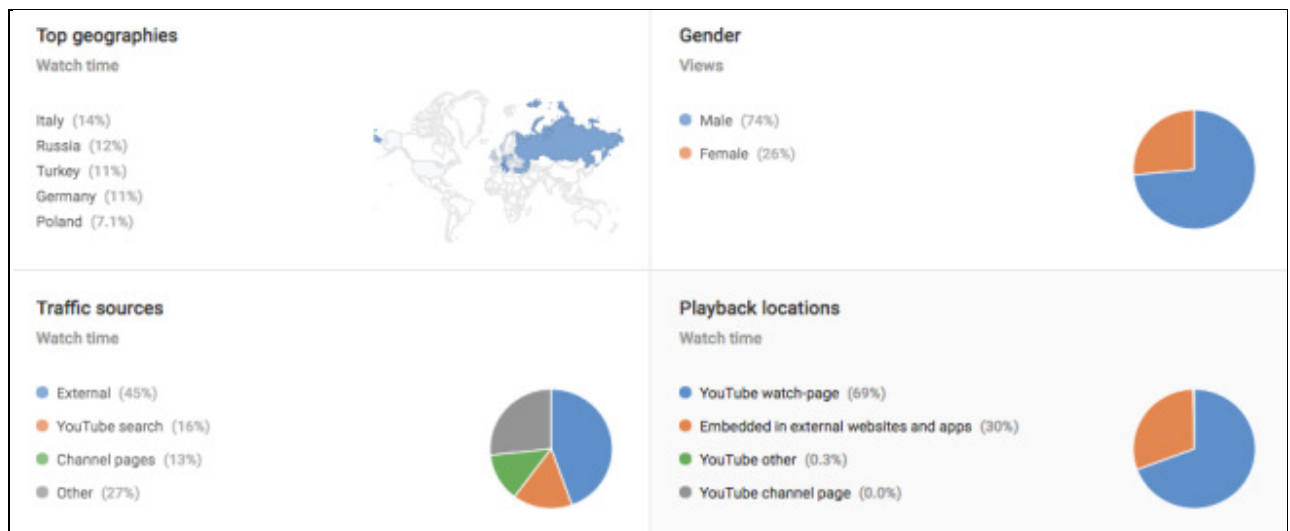 Top geographies
Watch time
Italy (14%)
Russia (12%)
Turkey (11%)
Germany (11%)
Poland (7.1%)
Gender
Views
Male (74%)
Female (26%)
Traffic sources
Watch time
External (45%)
YouTube search (16%)
Channel pages (13%)
Other (27%)
Playback locations
Watch time
YouTube watch-page (69%)
Embedded in external websites and apps (30%)
YouTube other (0.3%)
YouTube channel page (0.0%)